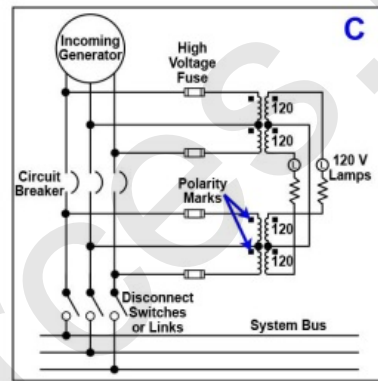 C
Incoming
Generator
High
Voltage
Fuse
120
120
L
L
120 V
Lamps
Circuit
Breaker
Polarity
Marks
120
120
Disconnect
Switches
or Links
System Bus